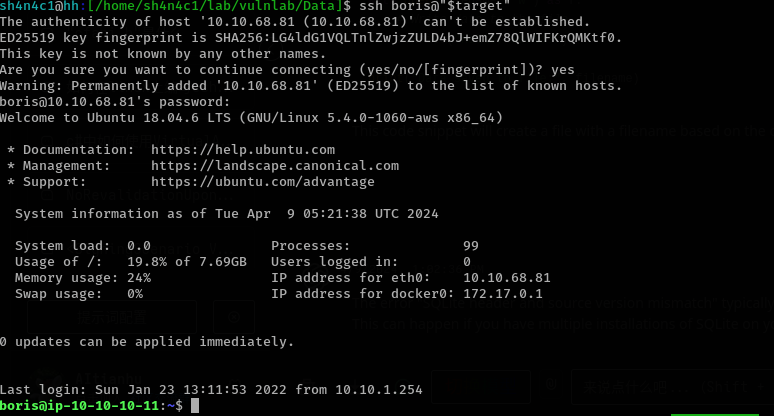 sh4n4c1@hh:[/home/sh4n4c1/lab/vulnlab/Data]$ ssh boris@"$target"
The authenticity of host '10.10.68.81 (10.10.68.81)' can't be established.
ED25519 key fingerprint is SHA256:LG4ldG1VQLTnlZwjzZULD4bJ+emZ78QlWIFKrQMKtf0.
This key is not known by any other names.
Are you sure you want to continue connecting (yes/no/[fingerprint])? yes
Warning: Permanently added '10.10.68.81' (ED25519) to the list of known hosts.
boris@10.10.68.81's password:
Welcome to Ubuntu 18.04.6 LTS (GNU/Linux 5.4.0-1060-aws x86_64)
* Documentation: https://help.ubuntu.com
* Management: https://landscape.canonical.com
* Support: https://ubuntu.com/advantage
System information as of Tue Apr 9 05:21:38 UTC 2024
System load: 0.0 Processes: 99
Usage of /: 19.8% of 7.69GB Users logged in: 0
Memory usage: 24% IP address for eth0: 10.10.68.81
Swap usage: 0% IP address for docker0: 172.17.0.1
0 updates can be applied immediately.
Last login: Sun Jan 23 13:11:53 2022 from 10.10.1.254
boris@ip-10-10-10-11:~$